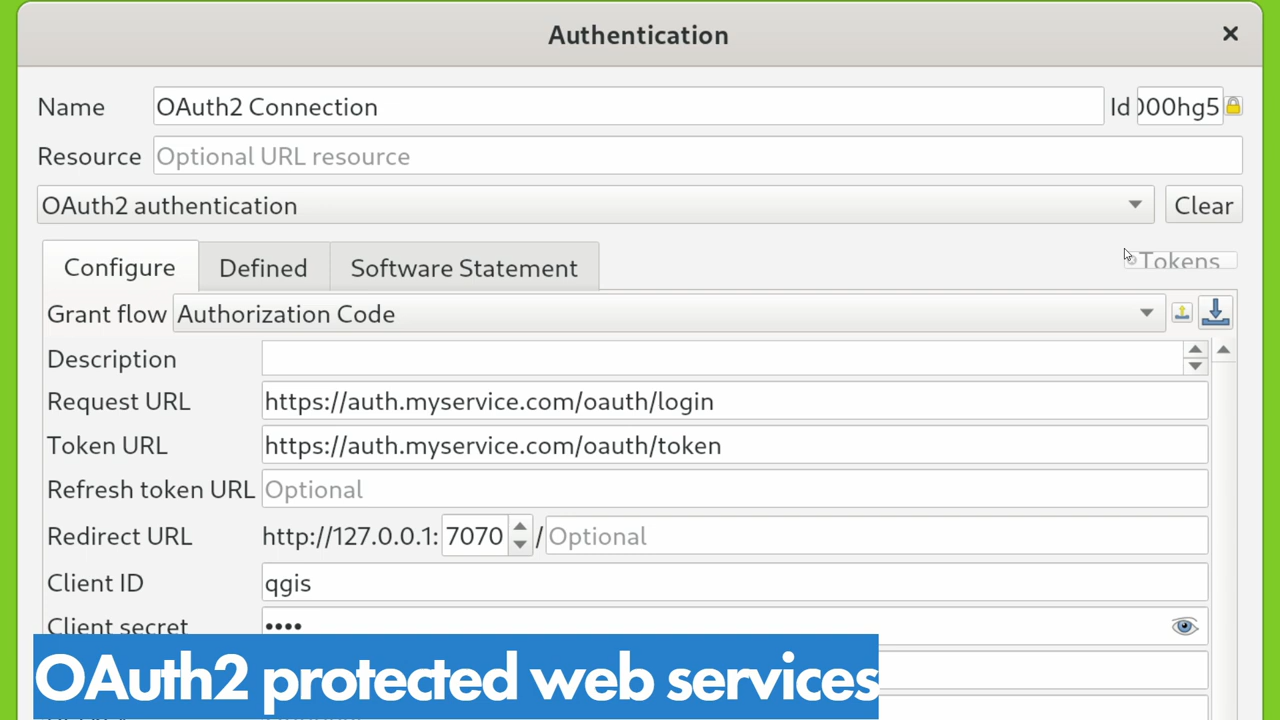 Authentication
Name OAuth2 Connection Id 000hg5
Resource Optional URL resource
OAuth2 authentication Clear
Configure Defined Software Statement Tokens
Grant flow Authorization Code
Description
Request URL https://auth.myservice.com/oauth/login
Token URL https://auth.myservice.com/oauth/token
Refresh token URL Optional
Redirect URL http://127.0.0.1: 7070 / Optional
Client ID qgis
Client secret ••••
OAuth2 protected web services